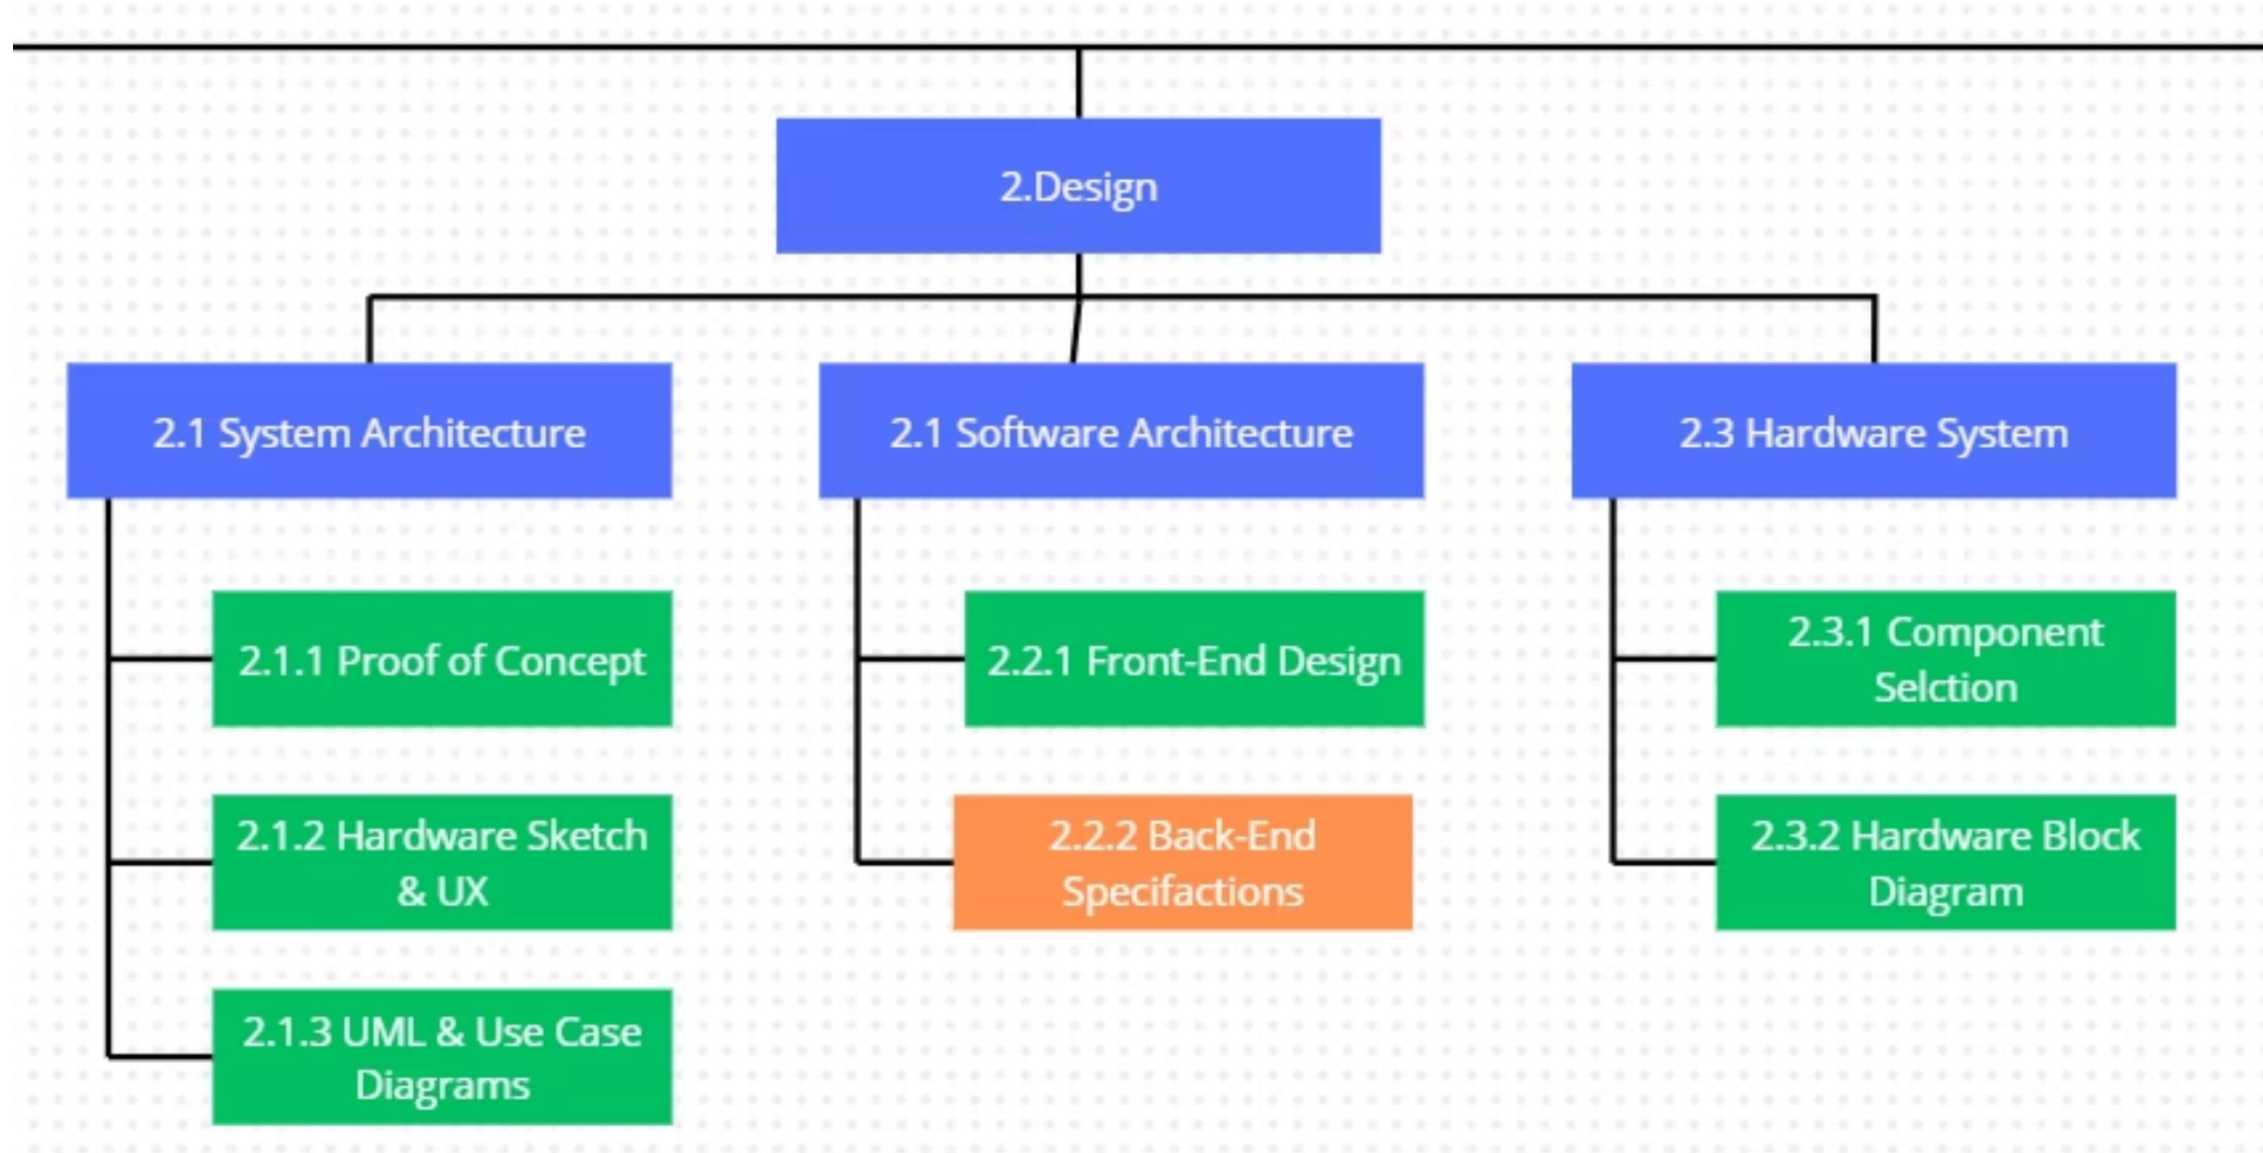 2.Design
2.1 System Architecture
2.1 Software Architecture
2.3 Hardware System
2.1.1 Proof of Concept
2.2.1 Front-End Design
2.3.1 Component
Selction
2.1.2 Hardware Sketch
& UX
2.2.2 Back-End
Specifactions
2.3.2 Hardware Block
Diagram
2.1.3 UML & Use Case
Diagrams